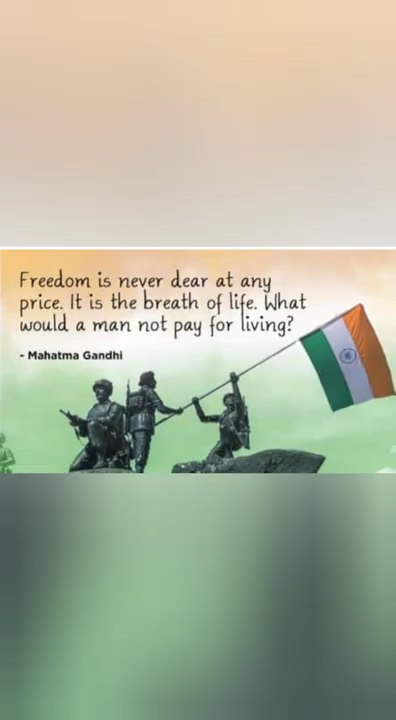 Freedom is never dear at any
price. It is the breath of life. What
would a man not pay for living?
- Mahatma Gandhi